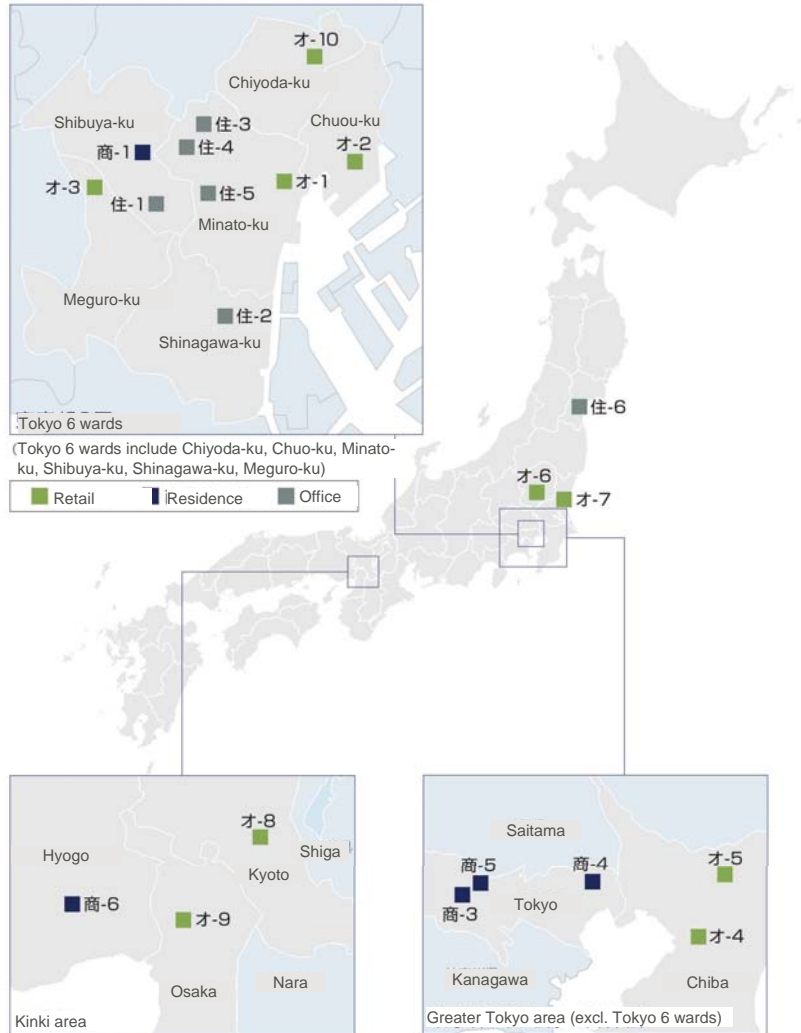 オ-10
Chiyoda-ku
Shibuya-ku
住-3
Chuou-ku
商-1
住-4
オ-2
オ-3
住-1
住-5
オ-1
Minato-ku
Meguro-ku
住-2
Shinagawa-ku
Tokyo 6 wards
(Tokyo 6 wards include Chiyoda-ku, Chuo-ku, Minato-
ku, Shibuya-ku, Shinagawa-ku, Meguro-ku)
Retail
Residence
Office
住-6
オ-6
オ-7
オ-8
Hyogo
Shiga
Kyoto
商-6
オ-9
Osaka
Nara
Kinki area
Saitama
商-5
商-4
オ-5
商-3
Tokyo
オ-4
Kanagawa
Chiba
Greater Tokyo area (excl. Tokyo 6 wards)